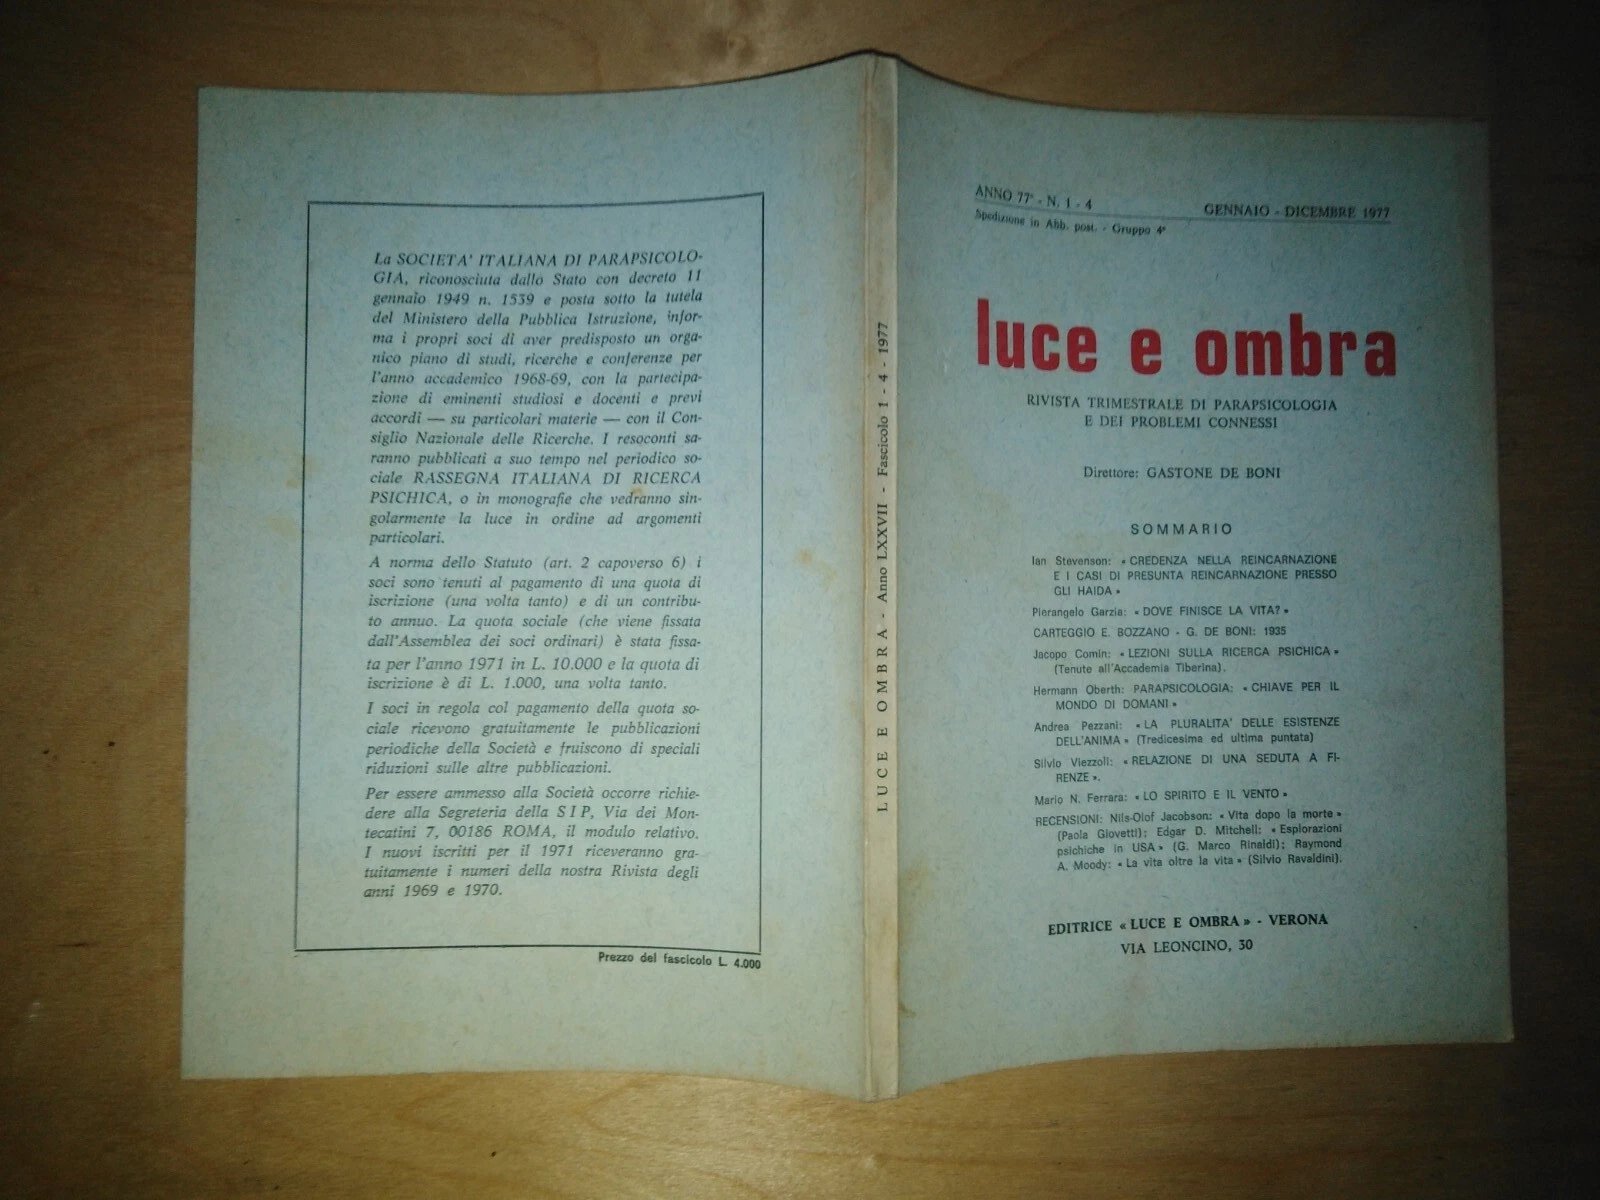 La SOCIETA' ITALIANA DI PARAPSICOLO-
GIA, riconosciuta dallo Stato con decreto 11
gennaio 1949 n. 1539 e posta sotto la tutela
del Ministero della Pubblica Istruzione, infor-
ma i propri soci di aver predisposto un orga-
nico piano di studi, ricerche e conferenze per
l'anno accademico 1968-69, con la partecipa-
zione di eminenti studiosi e docenti e previ
accordi — su particolari materie — con il Con-
siglio Nazionale delle Ricerche. I resoconti sa-
ranno pubblicati a suo tempo nel periodico so-
ciale RASSEGNA ITALIANA DI RICERCA
PSICHICA, o in monografie che vedranno sin-
golarmente la luce in ordine ad argomenti
particolari.
A norma dello Statuto (art. 2 capoverso 6) i
soci sono tenuti al pagamento di una quota di
iscrizione (una volta tanto) e di un contribu-
to annuo. La quota sociale (che viene fissata
dall'Assemblea dei soci ordinari) è stata fissa-
ta per l'anno 1971 in L. 10.000 e la quota di
iscrizione è di L. 1.000, una volta tanto.
I soci in regola col pagamento della quota so-
ciale ricevono gratuitamente le pubblicazioni
periodiche della Società e fruiscono di speciali
riduzioni sulle altre pubblicazioni.
Per essere ammesso alla Società occorre richie-
dere alla Segreteria della S I P, Via dei Mon-
tecatini 7, 00186 ROMA, il modulo relativo.
I nuovi iscritti per il 1971 riceveranno gra-
tuitamente i numeri della nostra Rivista degli
anni 1969 e 1970.
Prezzo del fascicolo L. 4.000
LUCE E OMBRA - Anno LXXVII - Fascicolo 1 - 4 - 1977
ANNO 77° - N. 1 - 4
GENNAIO - DICEMBRE 1977
Spedizione in Abb. post. - Gruppo 4°
luce e ombra
RIVISTA TRIMESTRALE DI PARAPSICOLOGIA
E DEI PROBLEMI CONNESSI
Direttore: GASTONE DE BONI
SOMMARIO
Ian Stevenson: « CREDENZA NELLA REINCARNAZIONE
E I CASI DI PRESUNTA REINCARNAZIONE PRESSO
GLI HAIDA »
Pierangelo Garzia: « DOVE FINISCE LA VITA? »
CARTEGGIO E. BOZZANO - G. DE BONI: 1935
Jacopo Comin: « LEZIONI SULLA RICERCA PSICHICA »
(Tenute all'Accademia Tiberina).
Hermann Oberth: PARAPSICOLOGIA: « CHIAVE PER IL
MONDO DI DOMANI »
Andrea Pezzani: « LA PLURALITA' DELLE ESISTENZE
DELL'ANIMA » (Tredicesima ed ultima puntata)
Silvio Viezzoli: « RELAZIONE DI UNA SEDUTA A FI-
RENZE ».
Mario N. Ferrara: « LO SPIRITO E IL VENTO »
RECENSIONI: Nils-Olof Jacobson: « Vita dopo la morte »
(Paola Giovetti); Edgar D. Mitchell: « Esplorazioni
psichiche in USA » (G. Marco Rinaldi); Raymond
A. Moody: « La vita oltre la vita » (Silvio Ravaldini).
EDITRICE « LUCE E OMBRA » - VERONA
VIA LEONCINO, 30